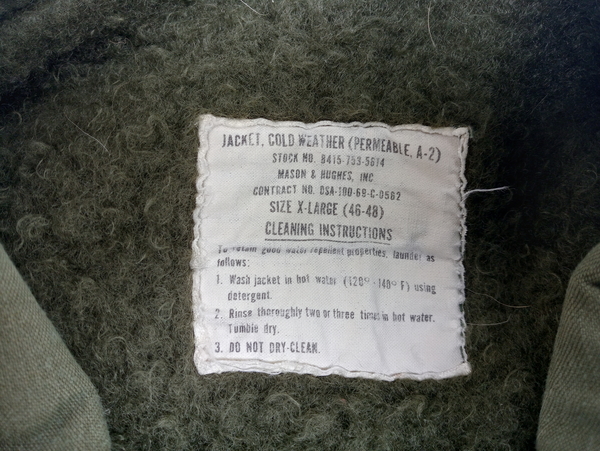 JACKET, COLD WEATHER (PERMEABLE, A-2)
STOCK NO. 8415-753-5614
MASON & HUGHES, INC
CONTRACT NO. DSA-100-69-C-0562
SIZE X-LARGE (46-48)
CLEANING INSTRUCTIONS
To retain good water repellent properties, launder as
follows:
1. Wash jacket in hot water (120° - 140° F) using
detergent.
2. Rinse thoroughly two or three times in hot water.
Tumble dry.
3. DO NOT DRY-CLEAN.